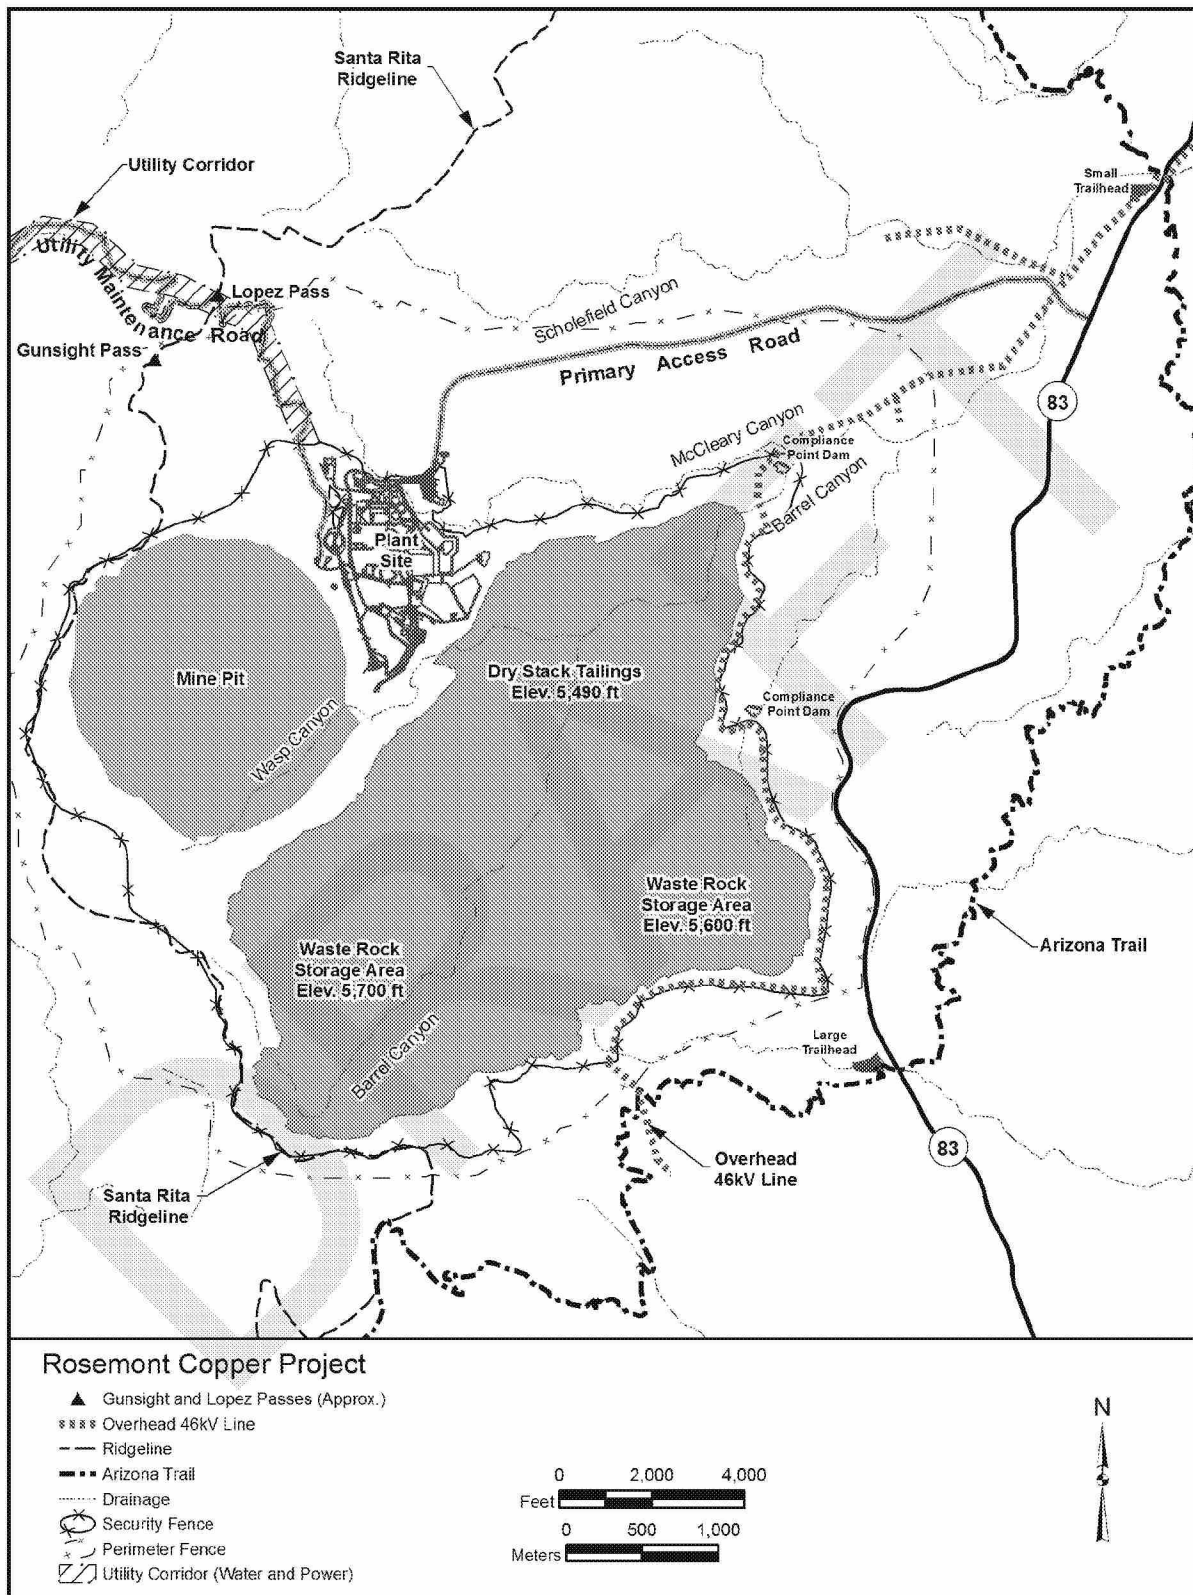 Santa Rita
Ridgeline
Utility Corridor
Small
Trailhead
Utility Maintenance Road
Lopez Pass
Gunsight Pass
Scholefield Canyon
Primary Access Road
83
McCleary Canyon
Compliance
Point Dam
Barrel Canyon
Plant
Site
Mine Pit
Dry Stack Tailings
Elev. 5,490 ft
Compliance
Point Dam
Wasp Canyon
Waste Rock
Storage Area
Elev. 5,600 ft
Arizona Trail
Waste Rock
Storage Area
Elev. 5,700 ft
Barrel Canyon
Large
Trailhead
83
Overhead
46kV Line
Santa Rita
Ridgeline
DRAFT
Rosemont Copper Project
Gunsight and Lopez Passes (Approx.)
Overhead 46kV Line
Ridgeline
Arizona Trail
Drainage
Security Fence
Perimeter Fence
Utility Corridor (Water and Power)
0 2,000 4,000
Feet
0 500 1,000
Meters
N